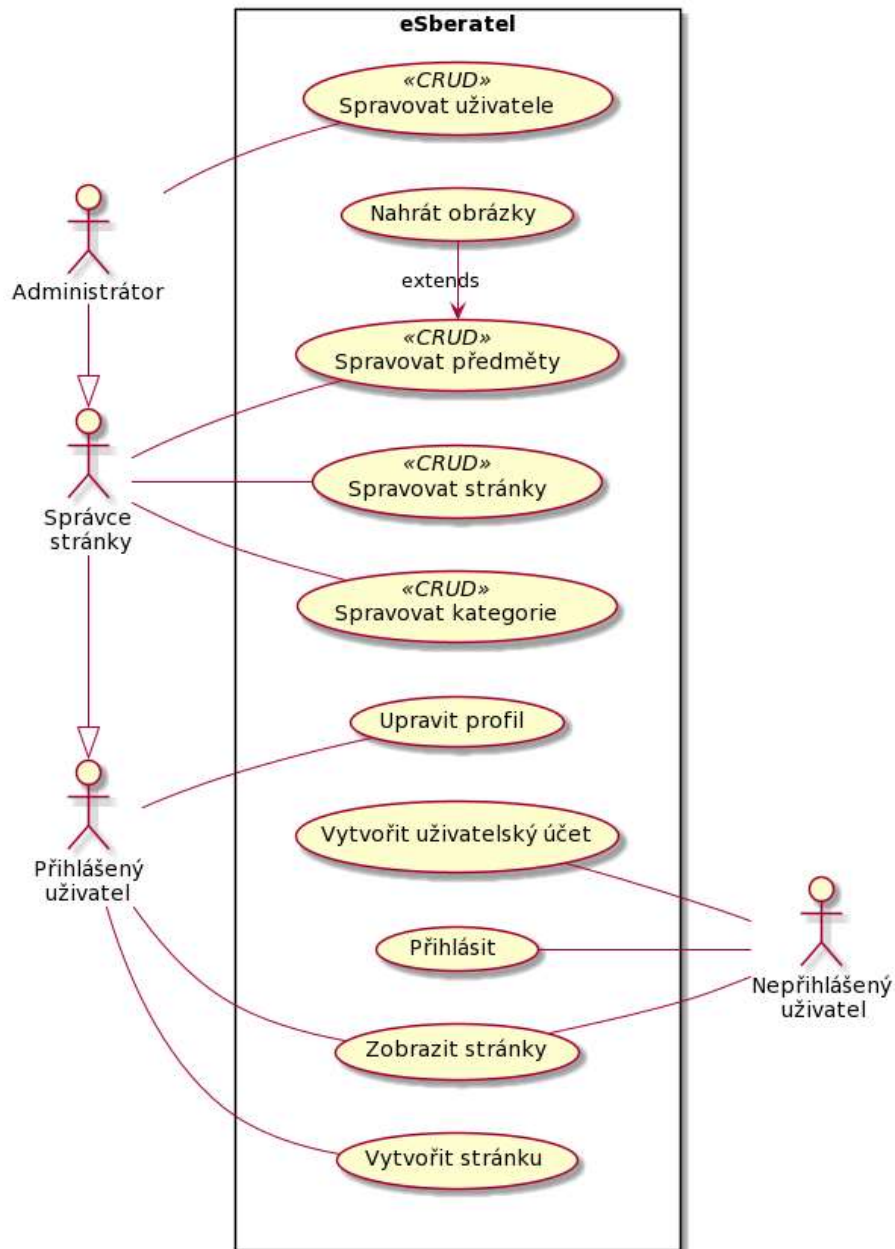 eSberatel
«CRUD»
Spravovat uživatele
Nahrát obrázky
Administrátor
extends
«CRUD»
Spravovat předměty
«CRUD»
Spravovat stránky
Správce
stránky
«CRUD»
Spravovat kategorie
Upravit profil
Vytvořit uživatelský účet
Přihlášený
uživatel
Přihlásit
Nepřihlášený
uživatel
Zobrazit stránky
Vytvořit stránku